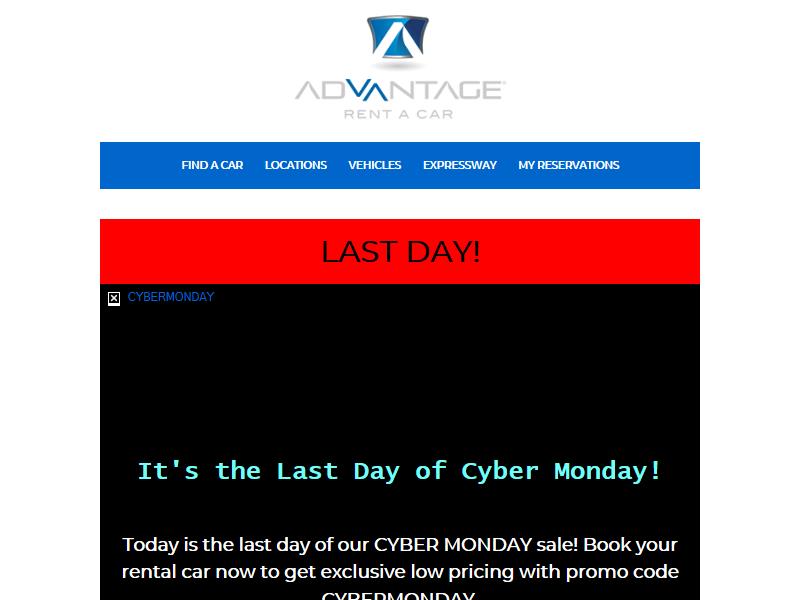 ADVANTAGE
RENT A CAR
FIND A CAR LOCATIONS VEHICLES EXPRESSWAY MY RESERVATIONS
LAST DAY!
CYBERMONDAY
It's the Last Day of Cyber Monday!
Today is the last day of our CYBER MONDAY sale! Book your
rental car now to get exclusive low pricing with promo code
CYBERMONDAY